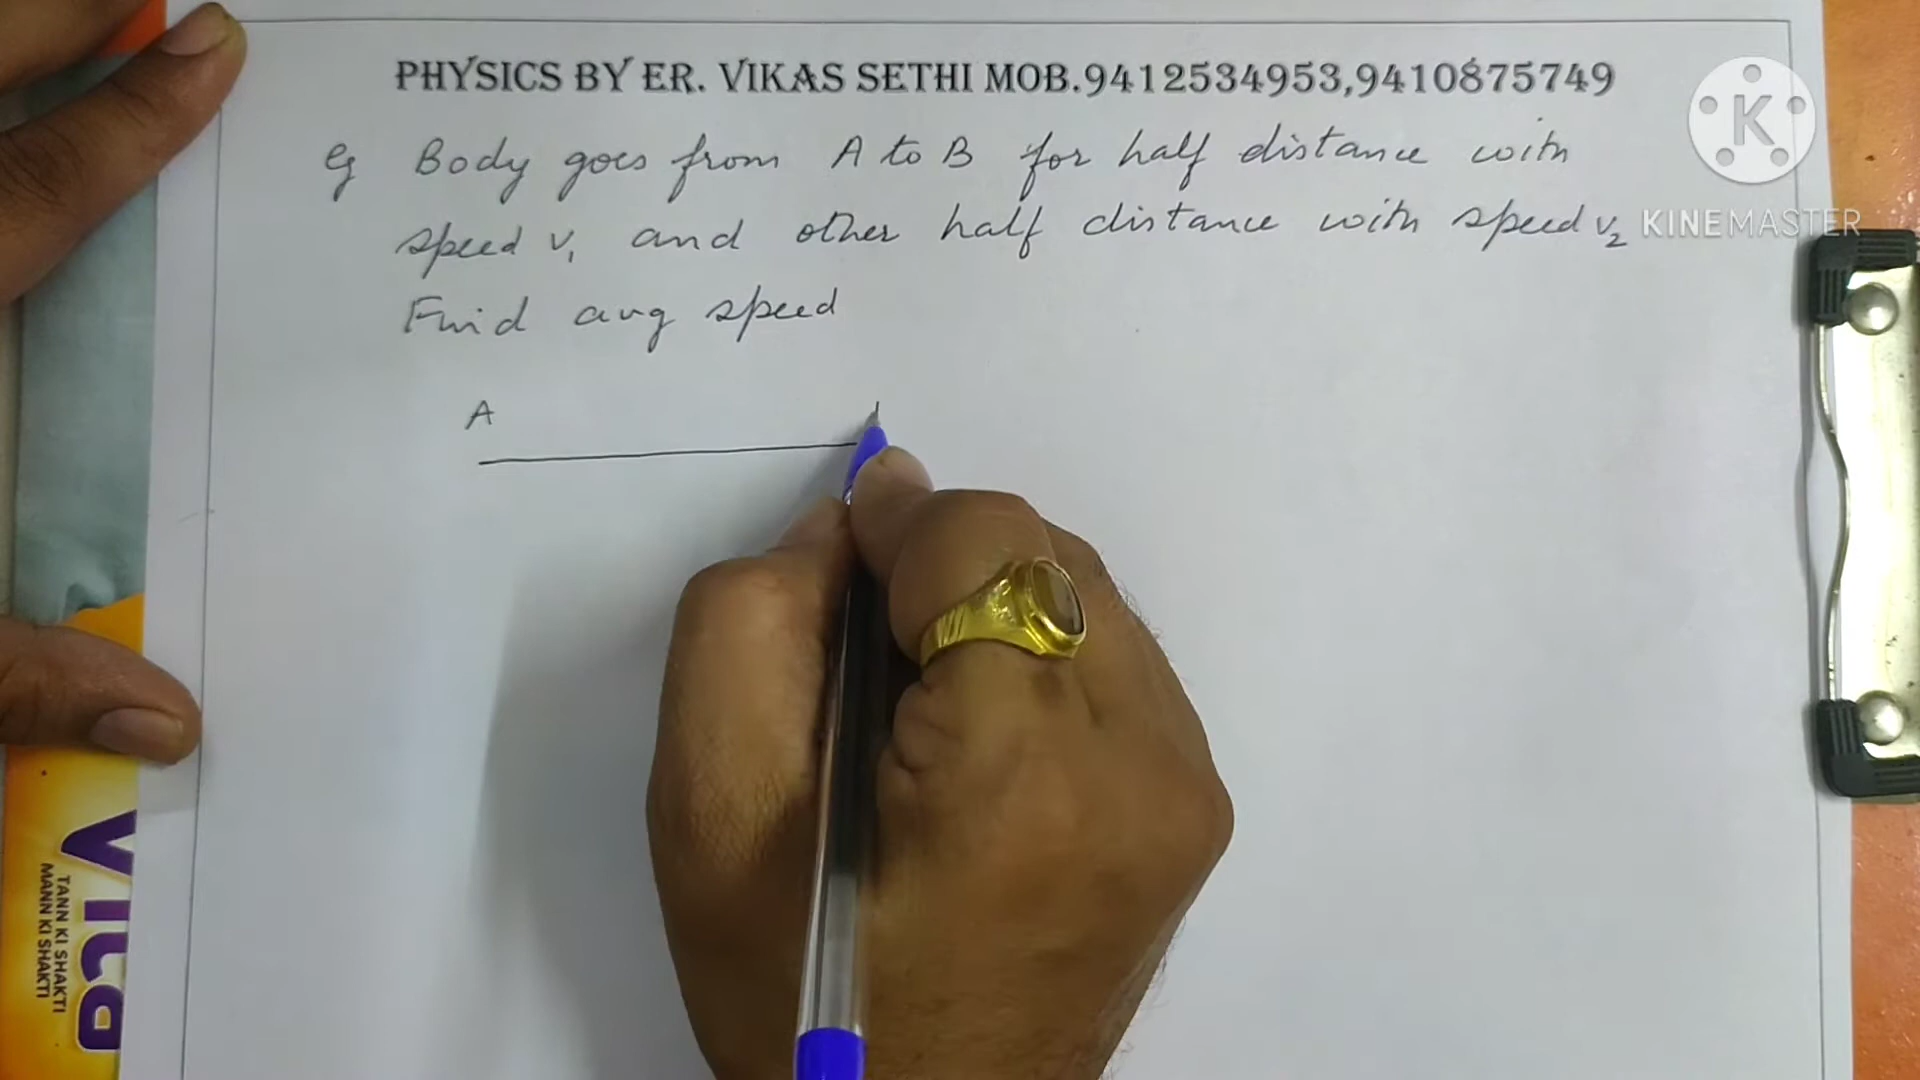 PHYSICS BY ER. VIKAS SETHI MOB.9412534953,9410875749
K
KINEMASTER
eg Body goes from A to B for half distance with
speed v₁ and other half distance with speed v₂
Find avg speed
A
Vita
TANN KI SHAKTI
MANN KI SHAKTI